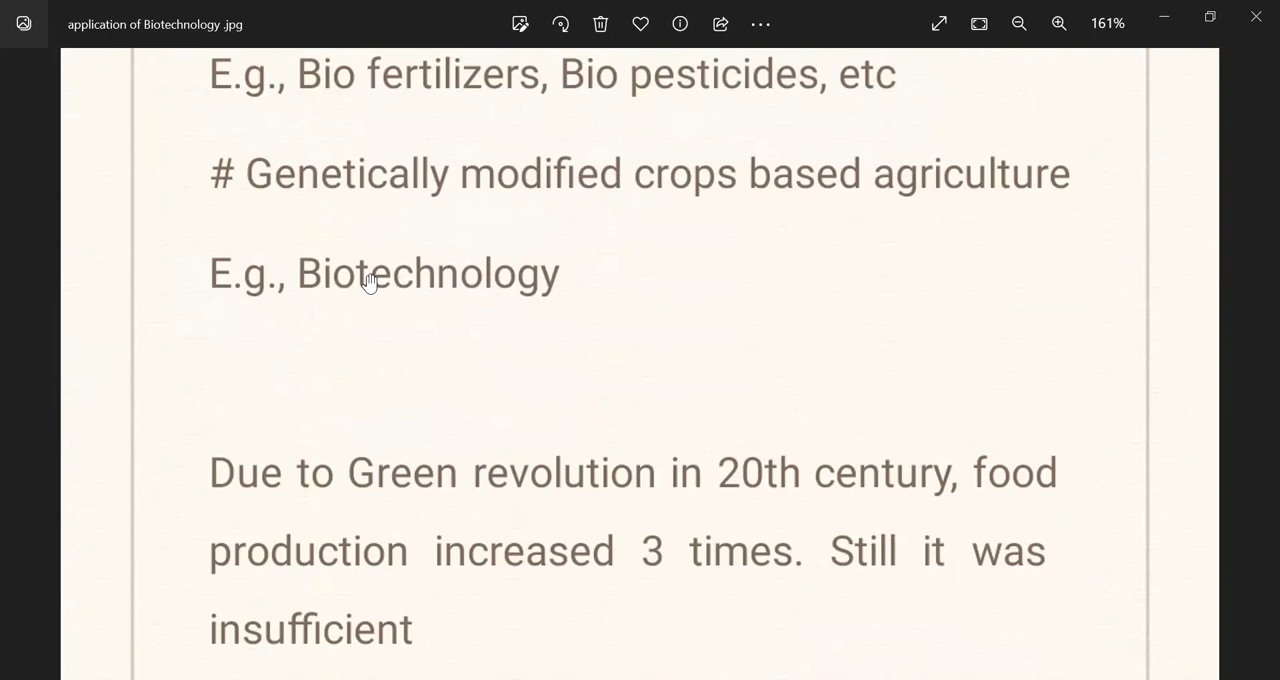 application of Biotechnology .jpg
161%
E.g., Bio fertilizers, Bio pesticides, etc
# Genetically modified crops based agriculture
E.g., Biotechnology
Due to Green revolution in 20th century, food
production increased 3 times. Still it was
insufficient